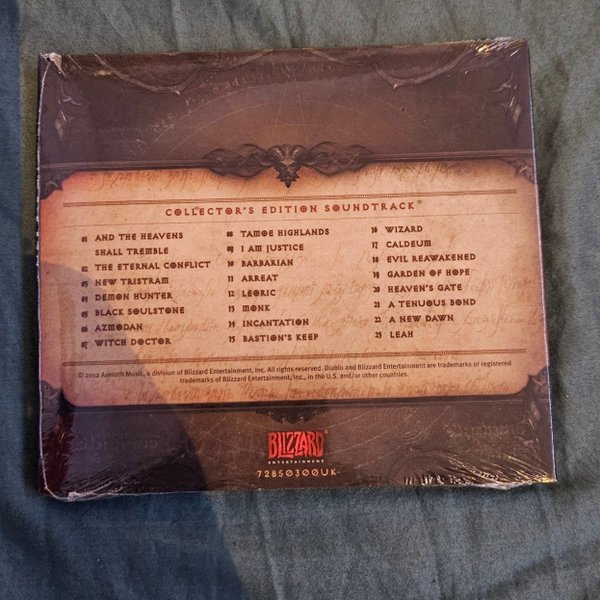 COLLECTOR'S EDITION SOUNDTRACK
01 AND THE HEAVENS
SHALL TREMBLE
02 THE ETERNAL CONFLICT
03 NEW TRISTRAM
04 DEMON HUNTER
05 BLACK SOULSTONE
06 AZMODAN
07 WITCH DOCTOR
08 TAMOE HIGHLANDS
09 I AM JUSTICE
10 BARBARIAN
11 ARREAT
12 LEORIC
13 MONK
14 INCANTATION
15 BASTION'S KEEP
16 WIZARD
17 CALDEUM
18 EVIL REAWAKENED
19 GARDEN OF HOPE
20 HEAVEN'S GATE
21 A TENUOUS BOND
22 A NEW DAWN
23 LEAH
© 2012 Azeroth Music, a division of Blizzard Entertainment, Inc. All rights reserved. Diablo and Blizzard Entertainment are trademarks or registered
trademarks of Blizzard Entertainment, Inc., in the U.S. and/or other countries.
BLIZZARD
ENTERTAINMENT
72850300UK